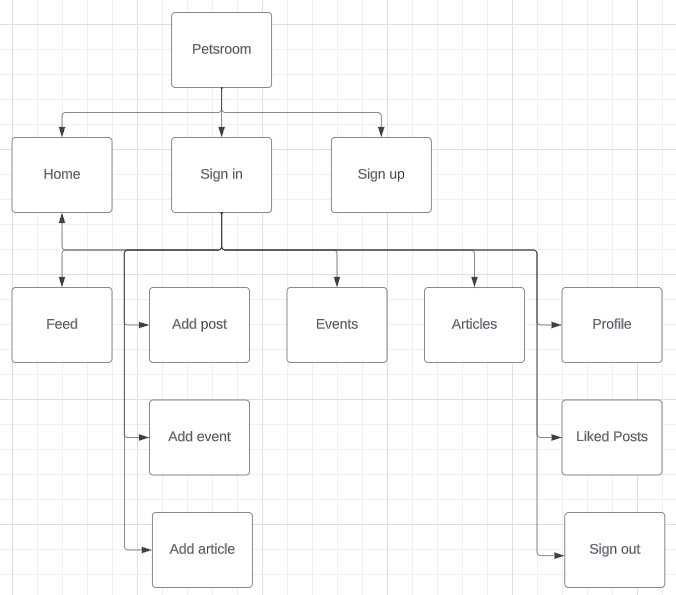 Petsroom
Home
Sign in
Sign up
Feed
Add post
Events
Articles
Profile
Add event
Liked Posts
Add article
Sign out